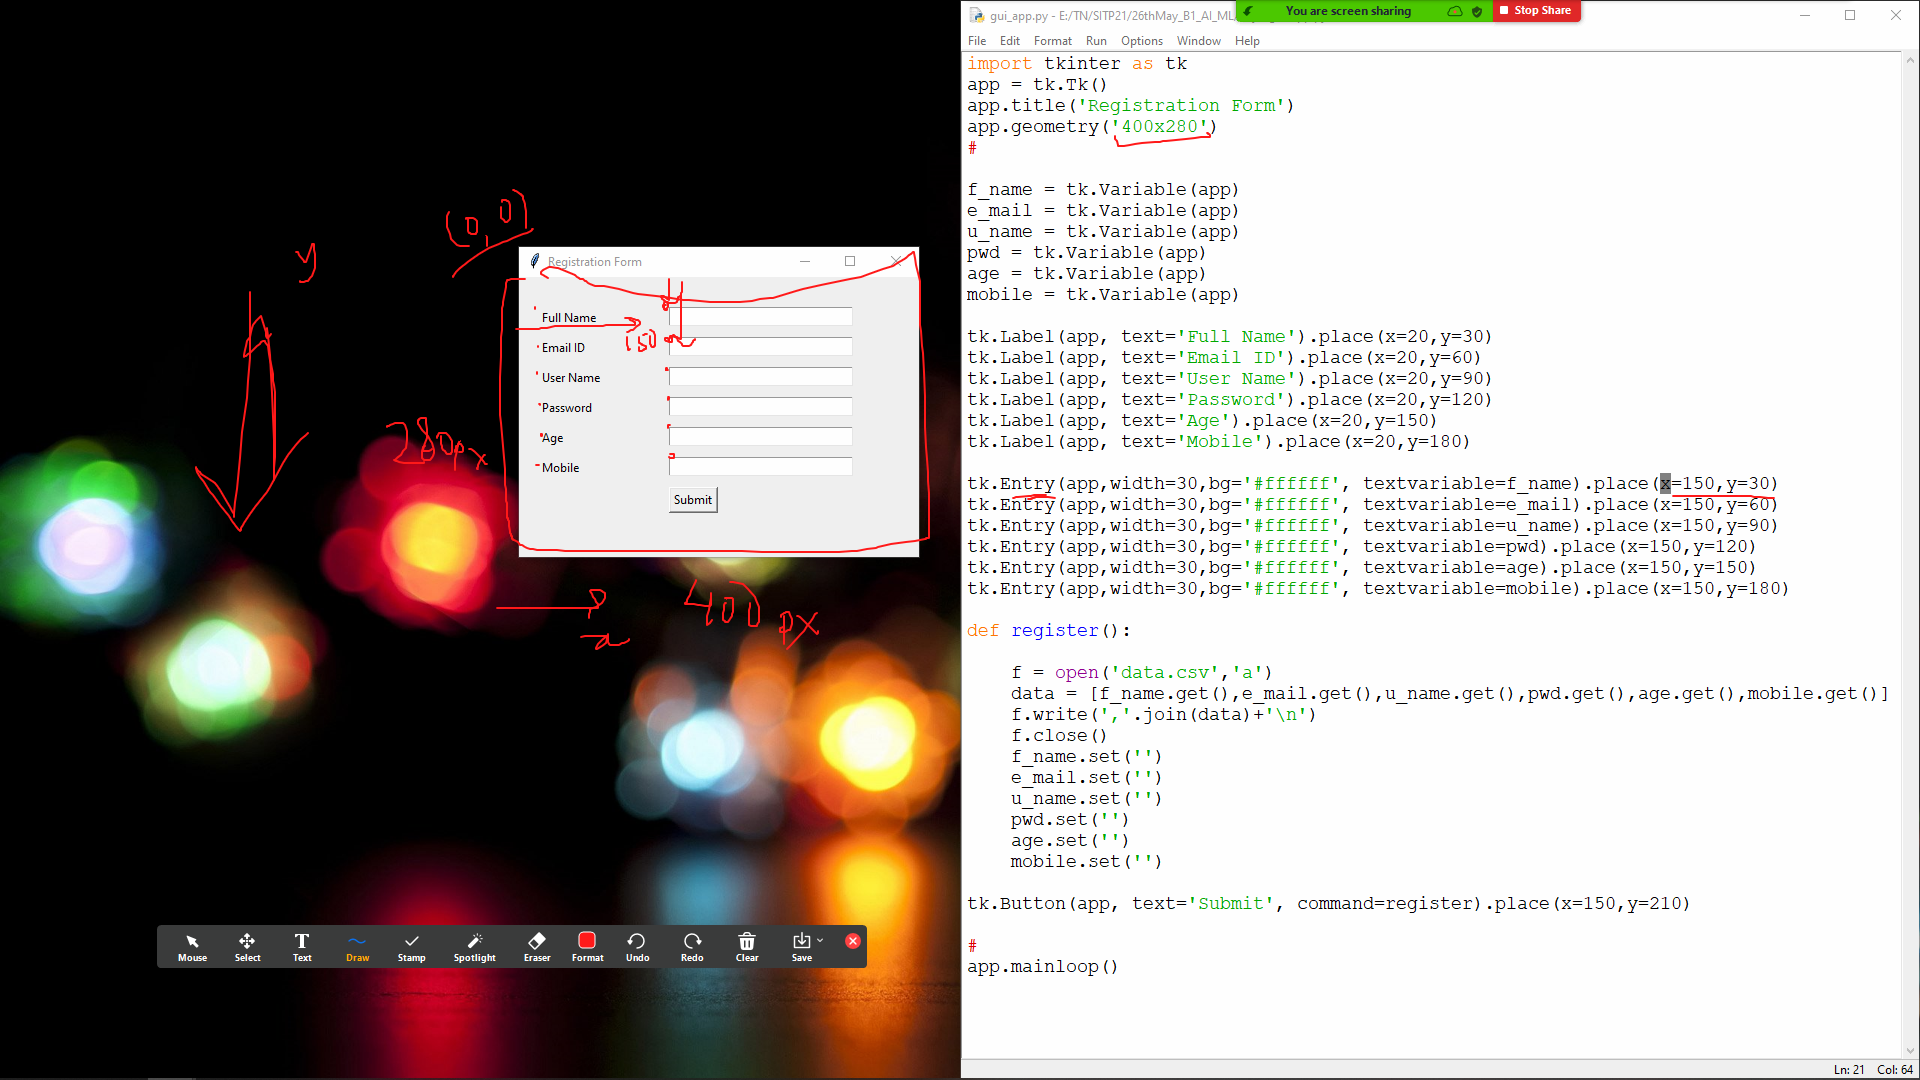 (0, 0)
y
Registration Form
Full Name
150
Email ID
User Name
Password
Age
Mobile
Submit
280px
400 px
x
Mouse Select Text Draw Stamp Spotlight Eraser Format Undo Redo Clear Save
gui_app.py - E:/TN/SITP21/26thMay_B1_AI_ML
You are screen sharing
Stop Share
File Edit Format Run Options Window Help
import tkinter as tk
app = tk.Tk()
app.title('Registration Form')
app.geometry('400x280')
#
f_name = tk.Variable(app)
e_mail = tk.Variable(app)
u_name = tk.Variable(app)
pwd = tk.Variable(app)
age = tk.Variable(app)
mobile = tk.Variable(app)
tk.Label(app, text='Full Name').place(x=20,y=30)
tk.Label(app, text='Email ID').place(x=20,y=60)
tk.Label(app, text='User Name').place(x=20,y=90)
tk.Label(app, text='Password').place(x=20,y=120)
tk.Label(app, text='Age').place(x=20,y=150)
tk.Label(app, text='Mobile').place(x=20,y=180)
tk.Entry(app,width=30,bg='#ffffff', textvariable=f_name).place(x=150,y=30)
tk.Entry(app,width=30,bg='#ffffff', textvariable=e_mail).place(x=150,y=60)
tk.Entry(app,width=30,bg='#ffffff', textvariable=u_name).place(x=150,y=90)
tk.Entry(app,width=30,bg='#ffffff', textvariable=pwd).place(x=150,y=120)
tk.Entry(app,width=30,bg='#ffffff', textvariable=age).place(x=150,y=150)
tk.Entry(app,width=30,bg='#ffffff', textvariable=mobile).place(x=150,y=180)
def register():
    f = open('data.csv','a')
    data = [f_name.get(),e_mail.get(),u_name.get(),pwd.get(),age.get(),mobile.get()]
    f.write(','.join(data)+'\n')
    f.close()
    f_name.set('')
    e_mail.set('')
    u_name.set('')
    pwd.set('')
    age.set('')
    mobile.set('')
tk.Button(app, text='Submit', command=register).place(x=150,y=210)
#
app.mainloop()
Ln: 21 Col: 64